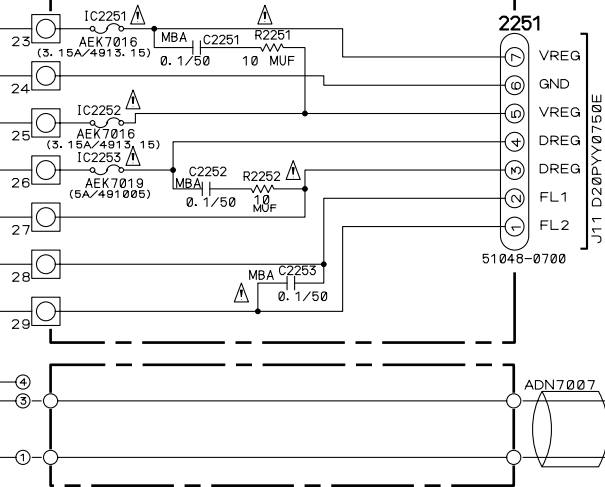 2251
IC2251
23
AEK7016
(3.15A/4913.15)
MBA
C2251
0.1/50
R2251
10 MUF
7 VREG
24
6 GND
IC2252
25
AEK7016
(3.15A/4913.15)
5 VREG
IC2253
26
AEK7019
(5A/491005)
4 DREG
C2252
MBA
0.1/50
R2252
10
MUF
3 DREG
27
2 FL1
1 FL2
J11 D20PYY0750E
51048-0700
28
MBA C2253
0.1/50
29
4
3
1
ADN7007